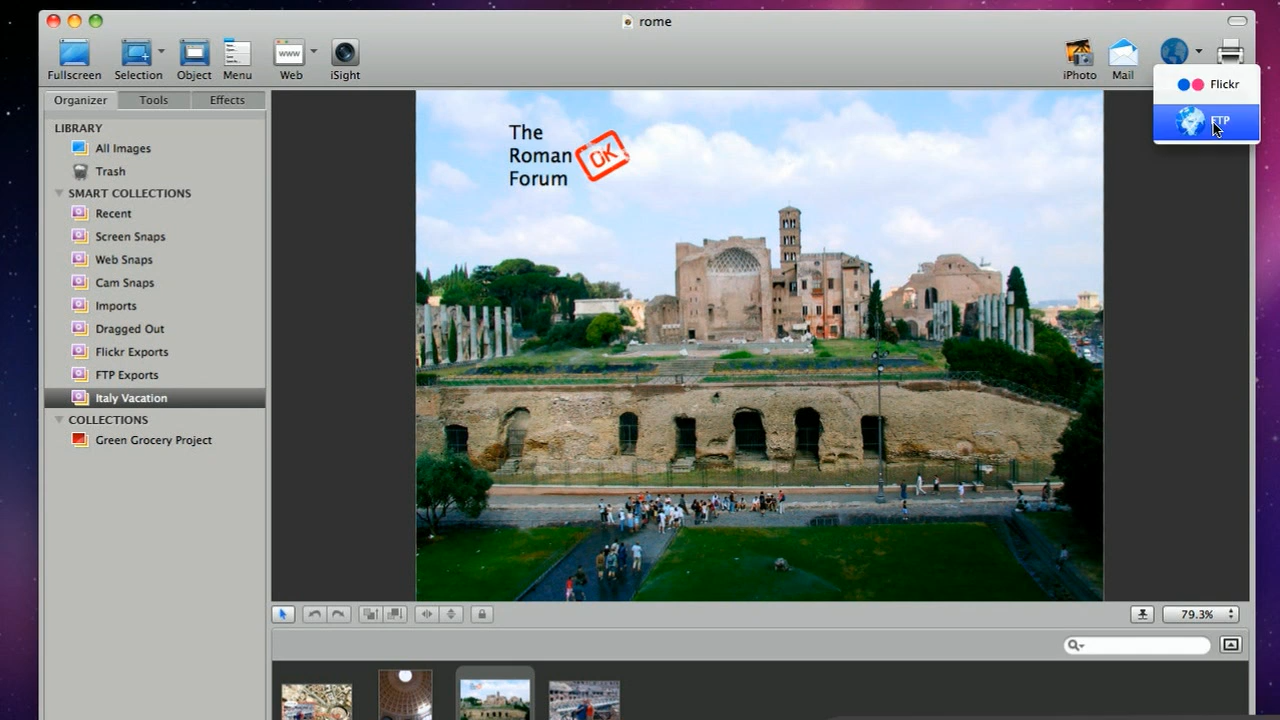 rome
Fullscreen
Selection
Object
Menu
www
Web
iSight
iPhoto
Mail
Flickr
FTP
Organizer
Tools
Effects
LIBRARY
All Images
Trash
SMART COLLECTIONS
Recent
Screen Snaps
Web Snaps
Cam Snaps
Imports
Dragged Out
Flickr Exports
FTP Exports
Italy Vacation
COLLECTIONS
Green Grocery Project
The
Roman
Forum
OK
79.3%